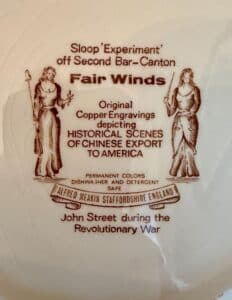 Sloop 'Experiment'
off Second Bar-Canton
Fair Winds
Original
Copper Engravings
depicting
HISTORICAL SCENES
OF CHINESE EXPORT
TO AMERICA
PERMANENT COLORS
DISHWASHER AND DETERGENT
SAFE
ALFRED MEAKIN STAFFORDSHIRE ENGLAND
John Street during the
Revolutionary War